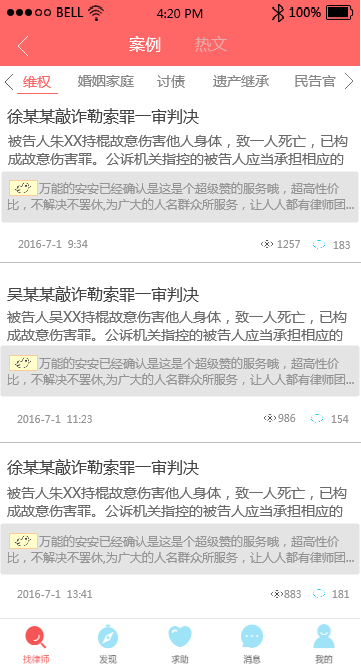 BELL 4:20 PM 100%
案例 热文
维权 婚姻家庭 讨债 遗产继承 民告官
徐某某敲诈勒索罪一审判决
被告人朱XX持棍故意伤害他人身体，致一人死亡，已构
成故意伤害罪。公诉机关指控的被告人应当承担相应的
万能的安安已经确认是这是个超级赞的服务哦，超高性价
比，不解决不罢休,为广大的人名群众所服务，让人人都有律师团...
2016-7-1 9:34 1257 183
吴某某敲诈勒索罪一审判决
被告人吴XX持棍故意伤害他人身体，致一人死亡，已构
成故意伤害罪。公诉机关指控的被告人应当承担相应的
万能的安安已经确认是这是个超级赞的服务哦，超高性价
比，不解决不罢休,为广大的人名群众所服务，让人人都有律师团...
2016-7-1 11:23 986 154
徐某某敲诈勒索罪一审判决
被告人朱XX持棍故意伤害他人身体，致一人死亡，已构
成故意伤害罪。公诉机关指控的被告人应当承担相应的
万能的安安已经确认是这是个超级赞的服务哦，超高性价
比，不解决不罢休,为广大的人名群众所服务，让人人都有律师团...
2016-7-1 13:41 883 181
找律师 发现 求助 消息 我的